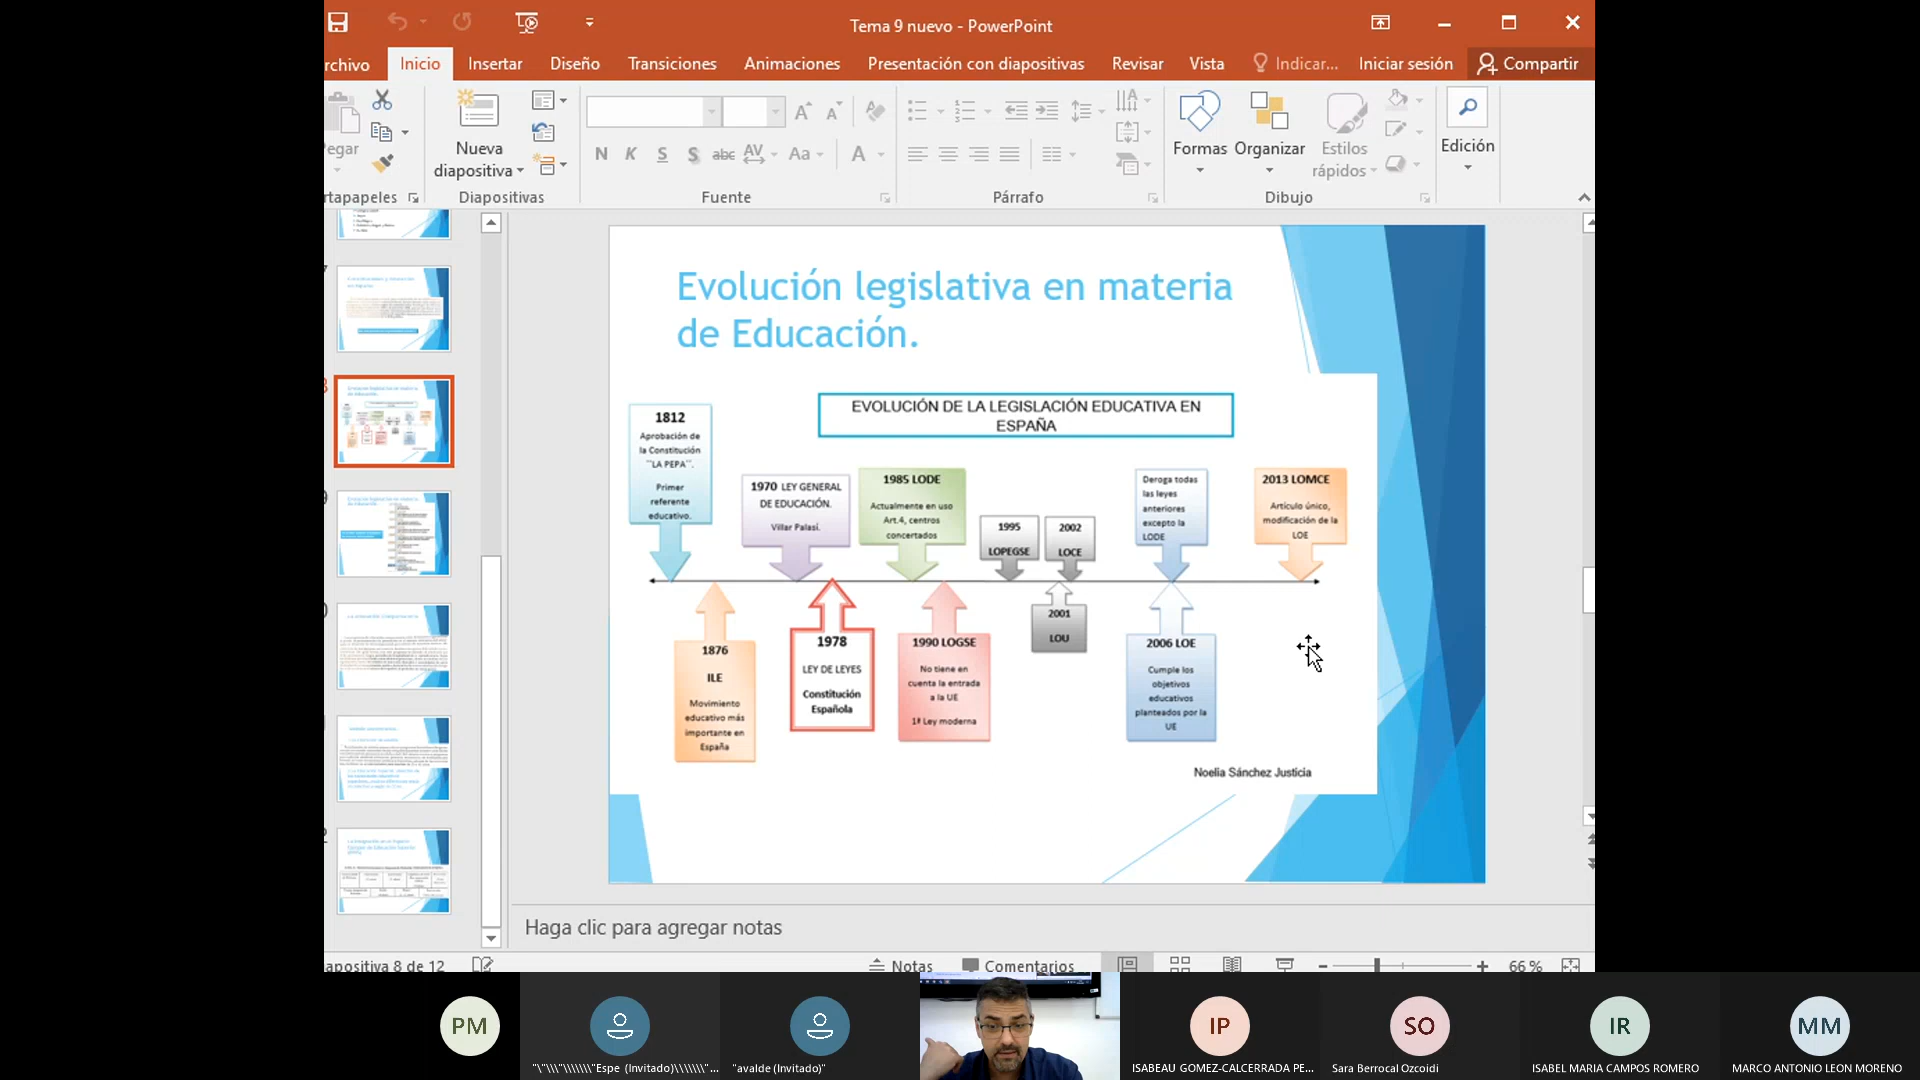 Tema 9 nuevo - PowerPoint
rchivo
Inicio
Insertar
Diseño
Transiciones
Animaciones
Presentación con diapositivas
Revisar
Vista
Indicar...
Iniciar sesión
Compartir
egar
Nueva
diapositiva
N K S S abc AV Aa A
Formas
Organizar
Estilos
rápidos
Edición
rtapapeles
Diapositivas
Fuente
Párrafo
Dibujo
Evolución legislativa en materia
de Educación.
EVOLUCIÓN DE LA LEGISLACIÓN EDUCATIVA EN
ESPAÑA
1812
Aprobación de
la Constitución
``LA PEPA´´.
Primer
referente
educativo.
1970 LEY GENERAL
DE EDUCACIÓN.
Villar Palasí.
1985 LODE
Actualmente en uso
Art.4, centros
concertados
1995
LOPEGSE
2002
LOCE
Deroga todas
las leyes
anteriores
excepto la
LODE
2013 LOMCE
Artículo único,
modificación de la
LOE
1876
ILE
Movimiento
educativo más
importante en
España
1978
LEY DE LEYES
Constitución
Española
1990 LOGSE
No tiene en
cuenta la entrada
a la UE
1ª Ley moderna
2001
LOU
2006 LOE
Cumple los
objetivos
educativos
planteados por la
UE
Noelia Sánchez Justicia
Haga clic para agregar notas
apositiva 8 de 12
Notas
Comentarios
66 %
PM
IP
SO
IR
MM
"\"\\\"\\\\\\\"Espe (Invitado)\\\\\\\"...
"avalde (Invitado)"
ISABEAU GOMEZ-CALCERRADA PE...
Sara Berrocal Ozcoidi
ISABEL MARIA CAMPOS ROMERO
MARCO ANTONIO LEON MORENO